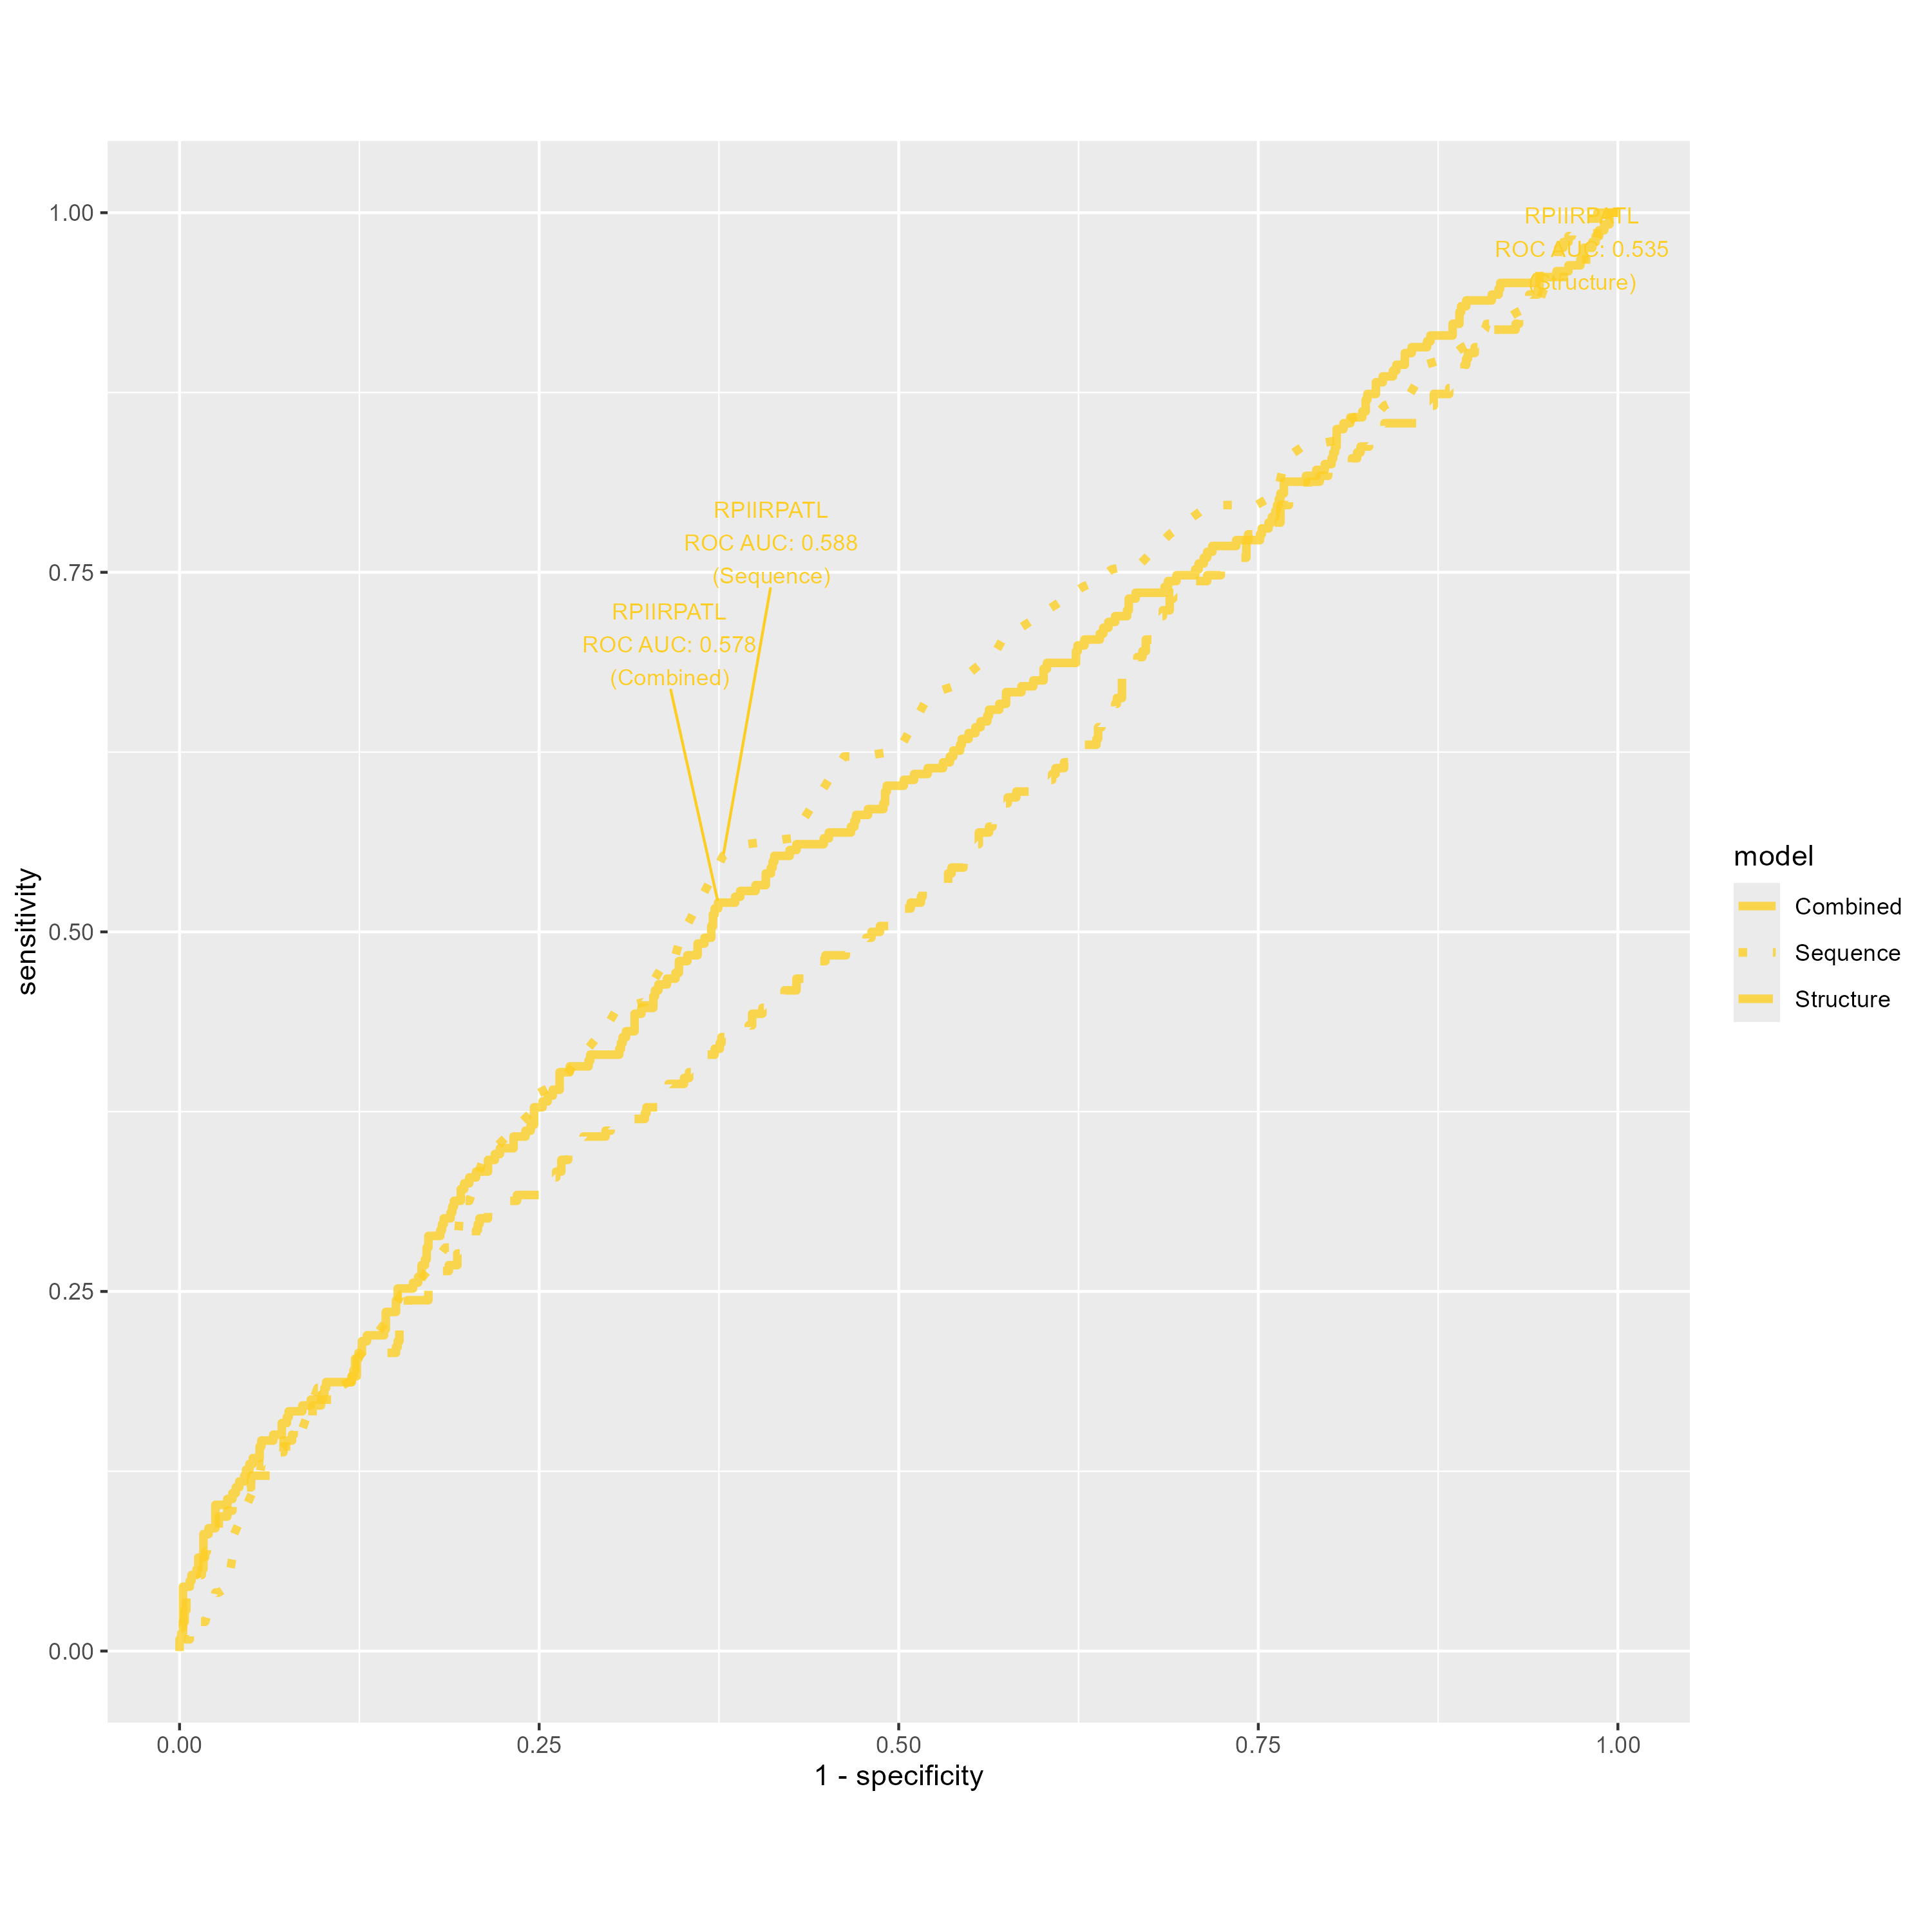 1.00
0.75
0.50
0.25
0.00
sensitivity
RPIIRPATL
ROC AUC: 0.535
(Structure)
RPIIRPATL
ROC AUC: 0.588
(Sequence)
RPIIRPATL
ROC AUC: 0.578
(Combined)
0.00
0.25
0.50
0.75
1.00
1 - specificity
model
Combined
Sequence
Structure